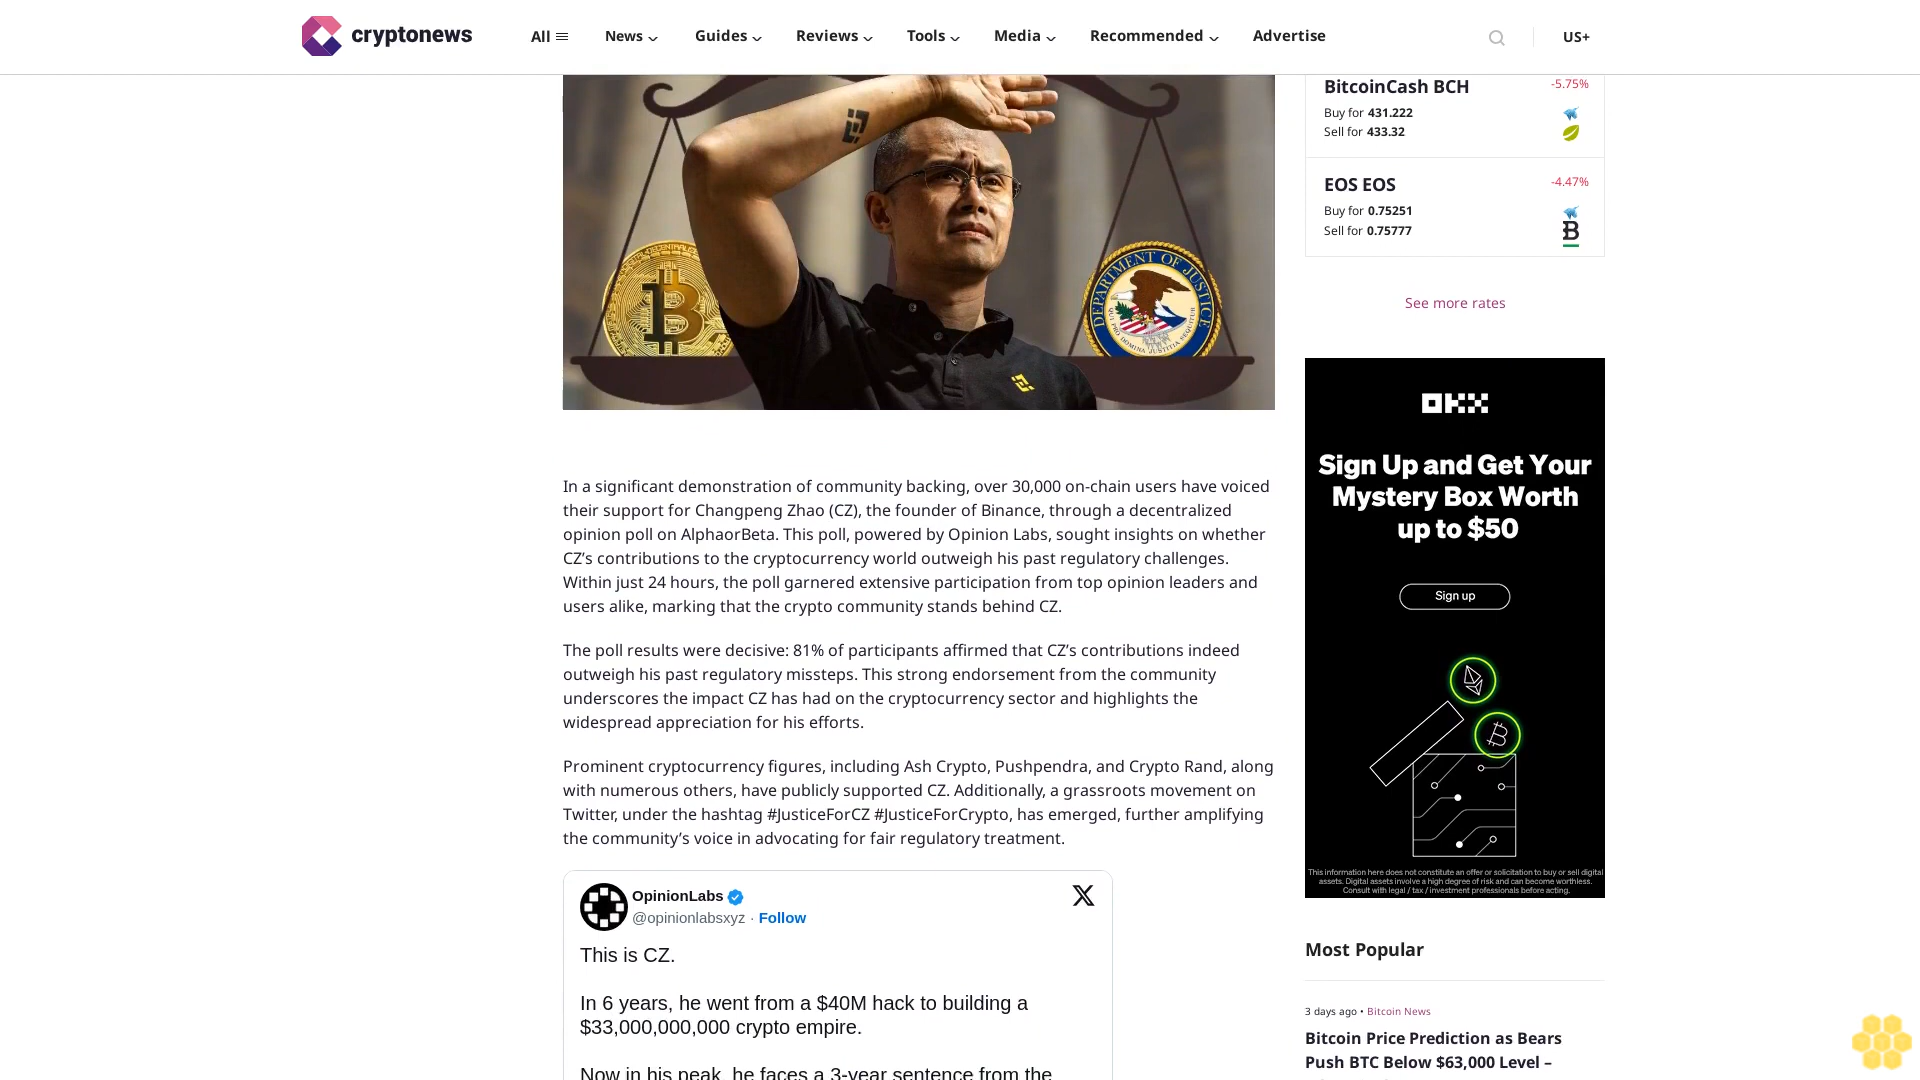 cryptonews
All
News
Guides
Reviews
Tools
Media
Recommended
Advertise
US+
DEPARTMENT OF JUSTICE
QUI PRO DOMINA JUSTITIA SEQUITUR
BitcoinCash BCH
-5.75%
Buy for 431.222
Sell for 433.32
EOS EOS
-4.47%
Buy for 0.75251
Sell for 0.75777
See more rates
In a significant demonstration of community backing, over 30,000 on-chain users have voiced
their support for Changpeng Zhao (CZ), the founder of Binance, through a decentralized
opinion poll on AlphaorBeta. This poll, powered by Opinion Labs, sought insights on whether
CZ’s contributions to the cryptocurrency world outweigh his past regulatory challenges.
Within just 24 hours, the poll garnered extensive participation from top opinion leaders and
users alike, marking that the crypto community stands behind CZ.
The poll results were decisive: 81% of participants affirmed that CZ’s contributions indeed
outweigh his past regulatory missteps. This strong endorsement from the community
underscores the impact CZ has had on the cryptocurrency sector and highlights the
widespread appreciation for his efforts.
Prominent cryptocurrency figures, including Ash Crypto, Pushpendra, and Crypto Rand, along
with numerous others, have publicly supported CZ. Additionally, a grassroots movement on
Twitter, under the hashtag #JusticeForCZ #JusticeForCrypto, has emerged, further amplifying
the community’s voice in advocating for fair regulatory treatment.
OpinionLabs
@opinionlabsxyz · Follow
This is CZ.
In 6 years, he went from a $40M hack to building a
$33,000,000,000 crypto empire.
Now in his peak, he faces a 3-year sentence from the
OKX
Sign Up and Get Your
Mystery Box Worth
up to $50
Sign up
This information here does not constitute an offer or solicitation to buy or sell digital
assets. Digital assets involve a high degree of risk and can become worthless.
Consult with legal / tax / investment professionals before acting.
Most Popular
3 days ago • Bitcoin News
Bitcoin Price Prediction as Bears
Push BTC Below $63,000 Level –